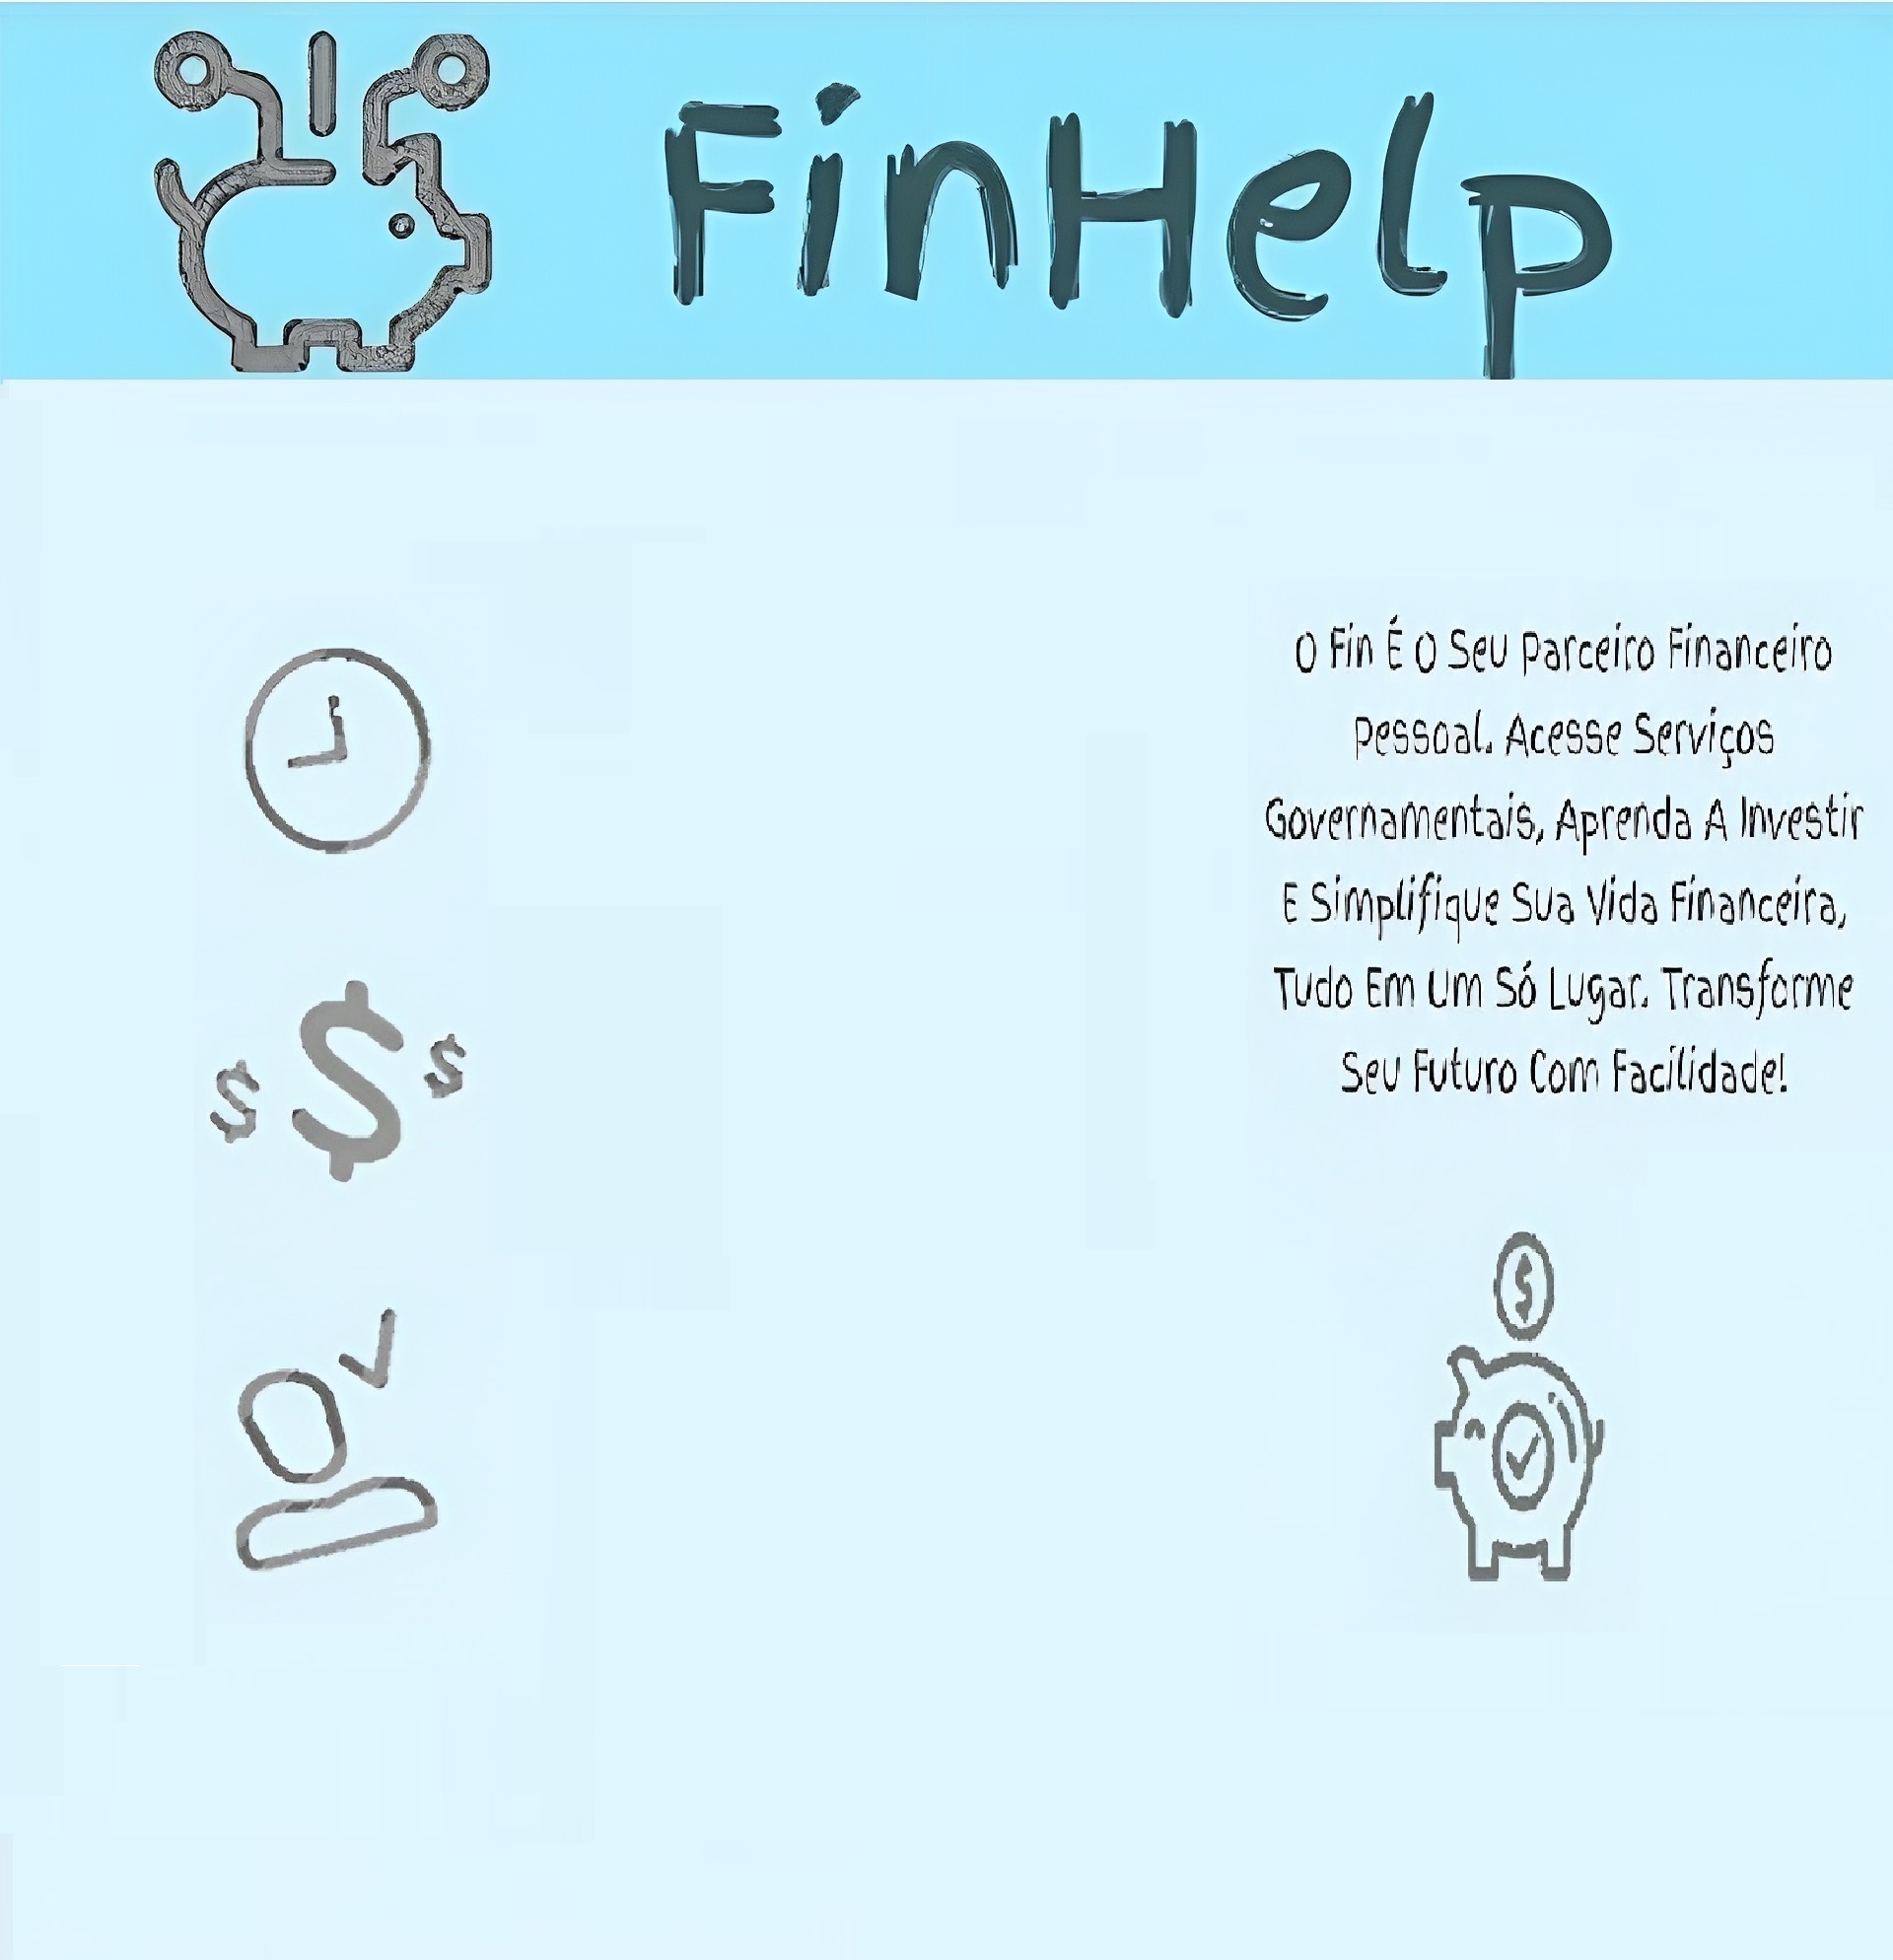 FinHelp
O Fin É O Seu Parceiro Financeiro
Pessoal. Acesse Serviços
Governamentais, Aprenda A Investir
E Simplifique Sua Vida Financeira,
Tudo Em Um Só Lugar. Transforme
Seu Futuro Com Facilidade!